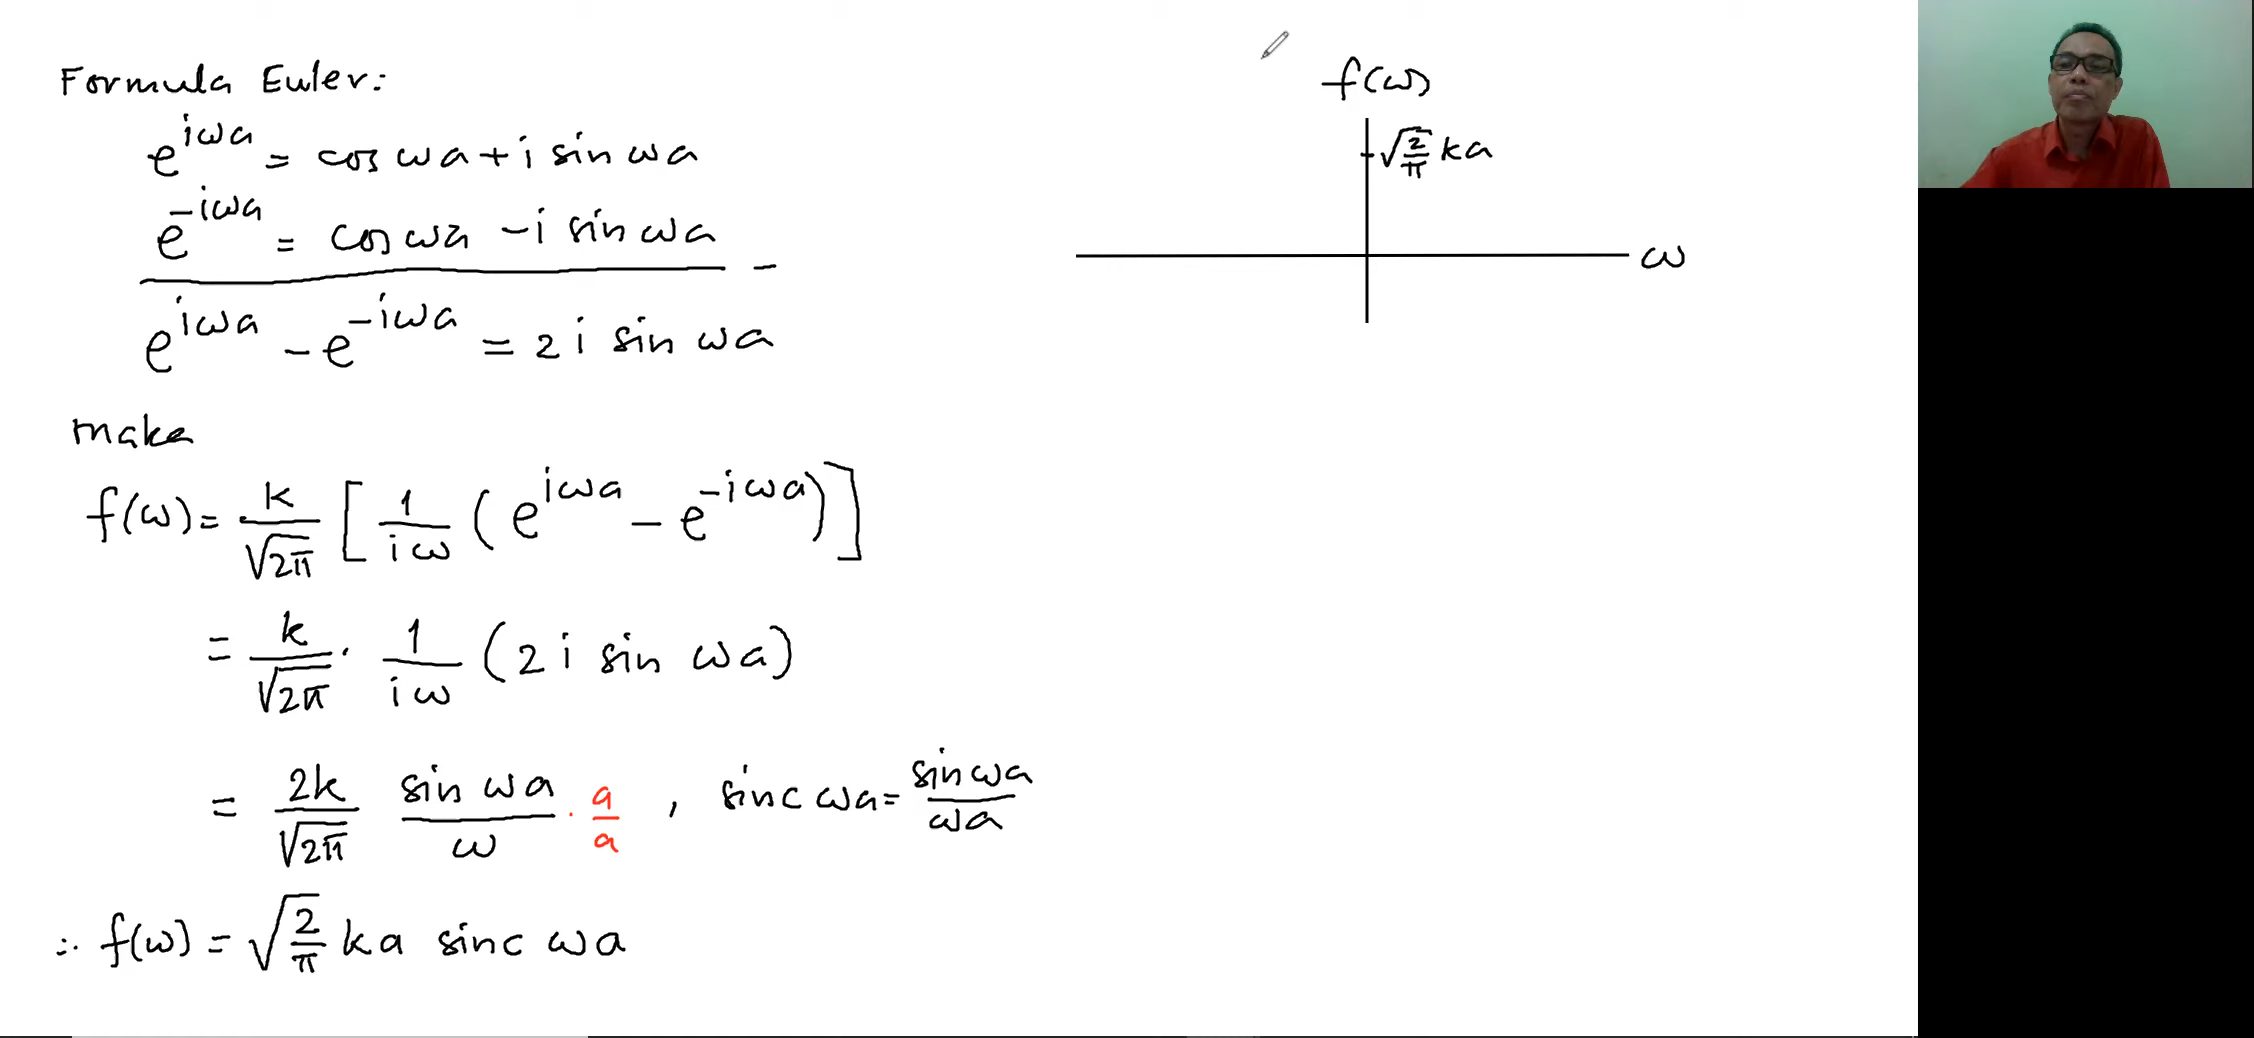 Formula Euler:
e^{iωa} = cos ωa + i sin ωa
e^{-iωa} = cos ωa - i sin ωa
-
e^{iωa} - e^{-iωa} = 2 i sin ωa
maka
f(ω) = k/√2π [1/iω (e^{iωa} - e^{-iωa})]
= k/√2π · 1/iω (2 i sin ωa)
= 2k/√2π sin ωa/ω · a/a , sinc ωa = sin ωa/ωa
∴ f(ω) = √2/π ka sinc ωa
f(ω)
√2/π ka
ω